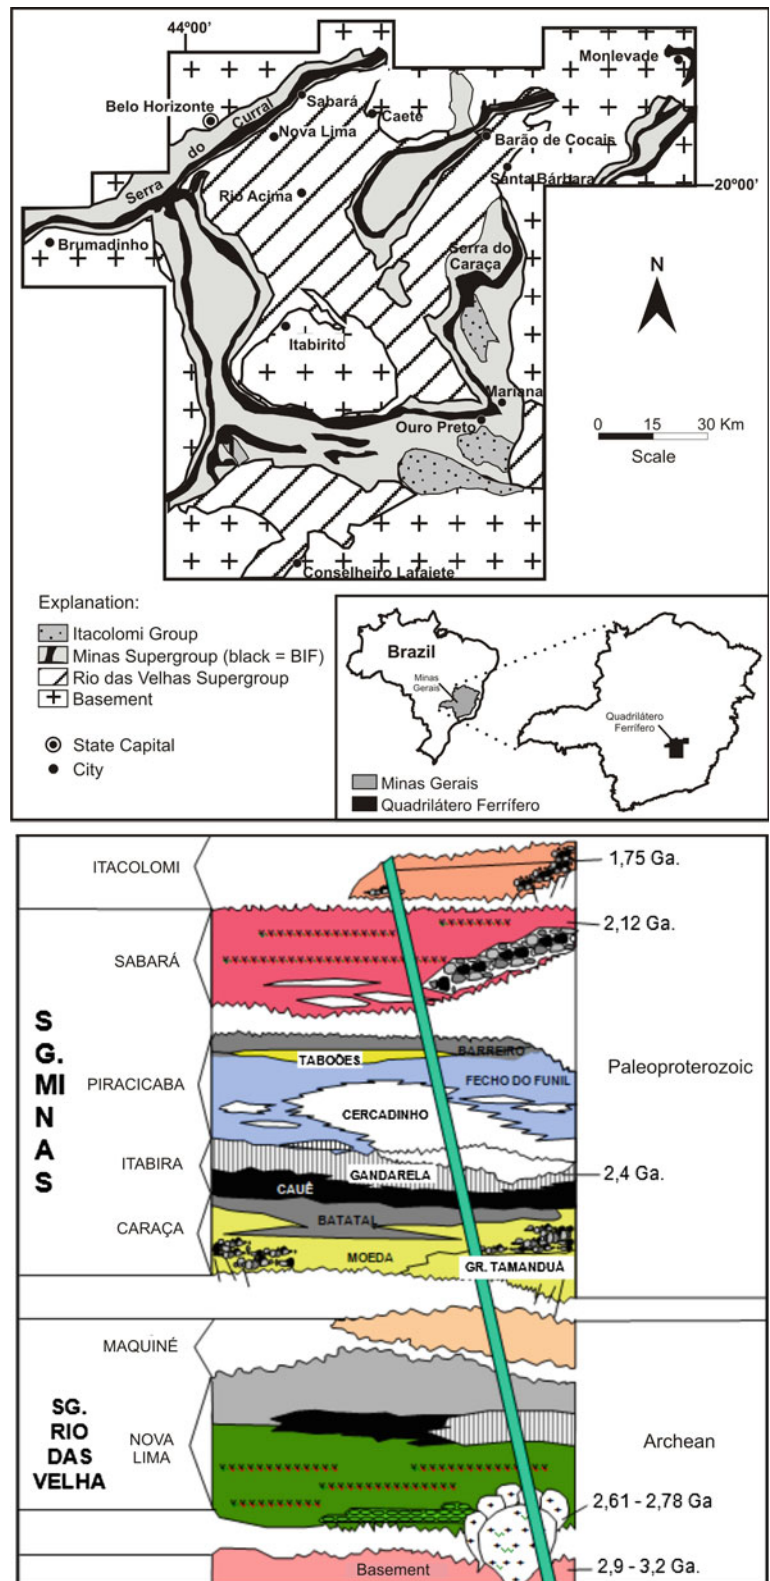 44º00'
Monlevade
Belo Horizonte
Sabará
Caeté
Serra do Curral
Nova Lima
Barão de Cocais
Santa Bárbara
20º00'
Rio Acima
Brumadinho
Serra do
Caraça
N
Itabirito
Mariana
Ouro Preto
0 15 30 Km
Scale
Conselheiro Lafaiete
Explanation:
Itacolomi Group
Minas Supergroup (black = BIF)
Rio das Velhas Supergroup
Basement
State Capital
City
Brazil
Minas
Gerais
Quadrilátero
Ferrífero
Minas Gerais
Quadrilátero Ferrífero
ITACOLOMI
1,75 Ga.
2,12 Ga.
SABARÁ
SG.
MINAS
BARREIRO
TABOÕES
Paleoproterozoic
PIRACICABA
FECHO DO FUNIL
CERCADINHO
ITABIRA
GANDARELA
2,4 Ga.
CAUÊ
CARAÇA
BATATAL
MOEDA
GR. TAMANDUÁ
MAQUINÉ
SG.
RIO
DAS
VELHA
NOVA
LIMA
Archean
2,61 - 2,78 Ga
Basement
2,9 - 3,2 Ga.